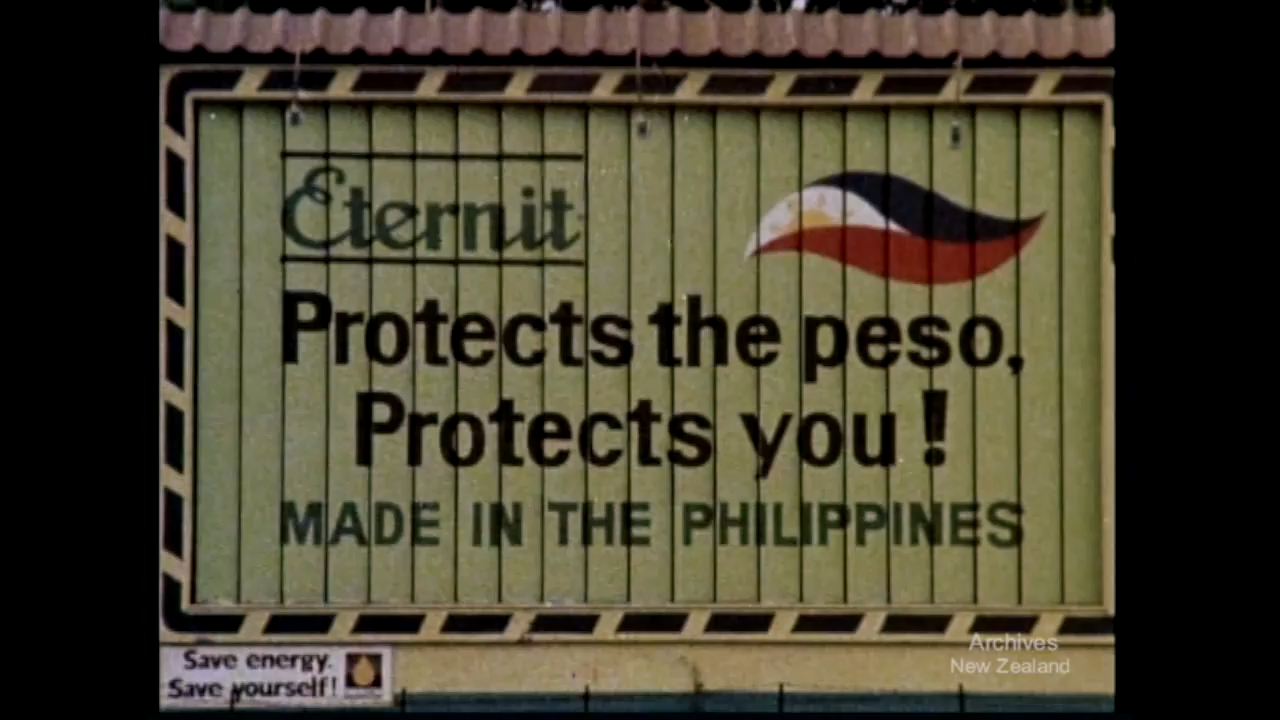 Eternit
Protects the peso,
Protects you!
MADE IN THE PHILIPPINES
Save energy.
Save yourself!
Archives
New Zealand